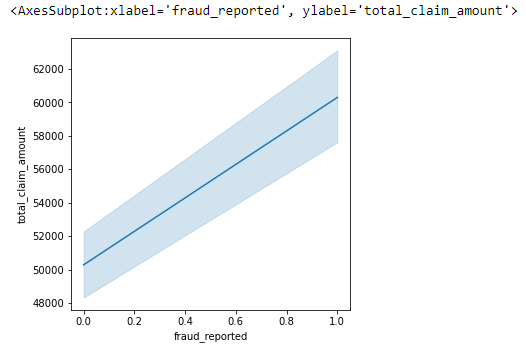 <AxesSubplot:xlabel='fraud_reported', ylabel='total_claim_amount'>
total_claim_amount
62000
60000
58000
56000
54000
52000
50000
48000
0.0 0.2 0.4 0.6 0.8 1.0
fraud_reported